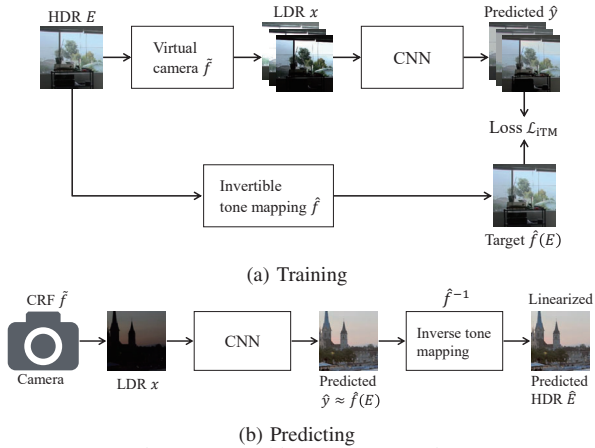 HDR E
Virtual
camera f̃
LDR x
CNN
Predicted ŷ
Loss ℒiTM
Invertible
tone mapping f̂
Target f̂(E)
(a) Training
CRF f̃
Camera
LDR x
CNN
Predicted
ŷ ≈ f̂(E)
f̂⁻¹
Inverse tone
mapping
Linearized
Predicted
HDR Ê
(b) Predicting